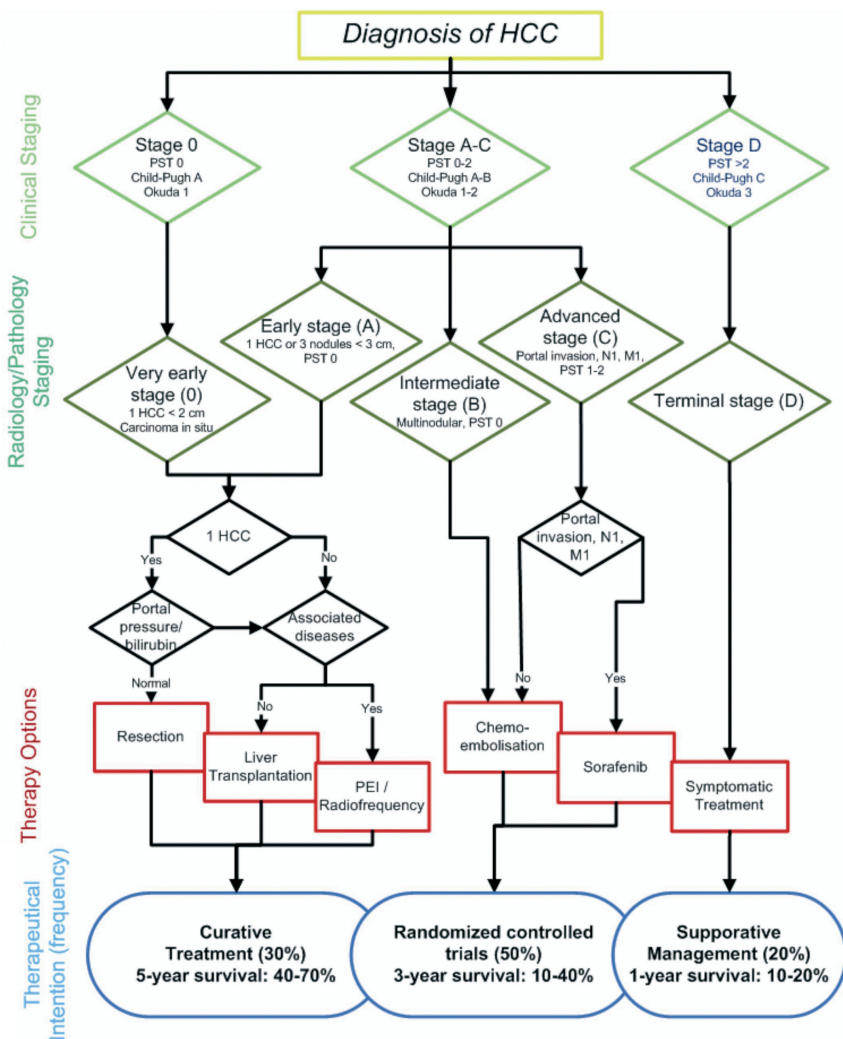 Diagnosis of HCC
Clinical Staging
Stage 0
PST 0
Child-Pugh A
Okuda 1
Stage A-C
PST 0-2
Child-Pugh A-B
Okuda 1-2
Stage D
PST >2
Child-Pugh C
Okuda 3
Radiology/Pathology
Staging
Very early
stage (0)
1 HCC < 2 cm
Carcinoma in situ
Early stage (A)
1 HCC or 3 nodules < 3 cm,
PST 0
Intermediate
stage (B)
Multinodular, PST 0
Advanced
stage (C)
Portal invasion, N1, M1,
PST 1-2
Terminal stage (D)
1 HCC
Yes
No
Portal
pressure/
bilirubin
Associated
diseases
Portal
invasion, N1,
M1
Normal
No
Yes
No
Yes
Therapy Options
Resection
Liver
Transplantation
PEI /
Radiofrequency
Chemo-
embolisation
Sorafenib
Symptomatic
Treatment
Therapeutical
Intention (frequency)
Curative
Treatment (30%)
5-year survival: 40-70%
Randomized controlled
trials (50%)
3-year survival: 10-40%
Supporative
Management (20%)
1-year survival: 10-20%